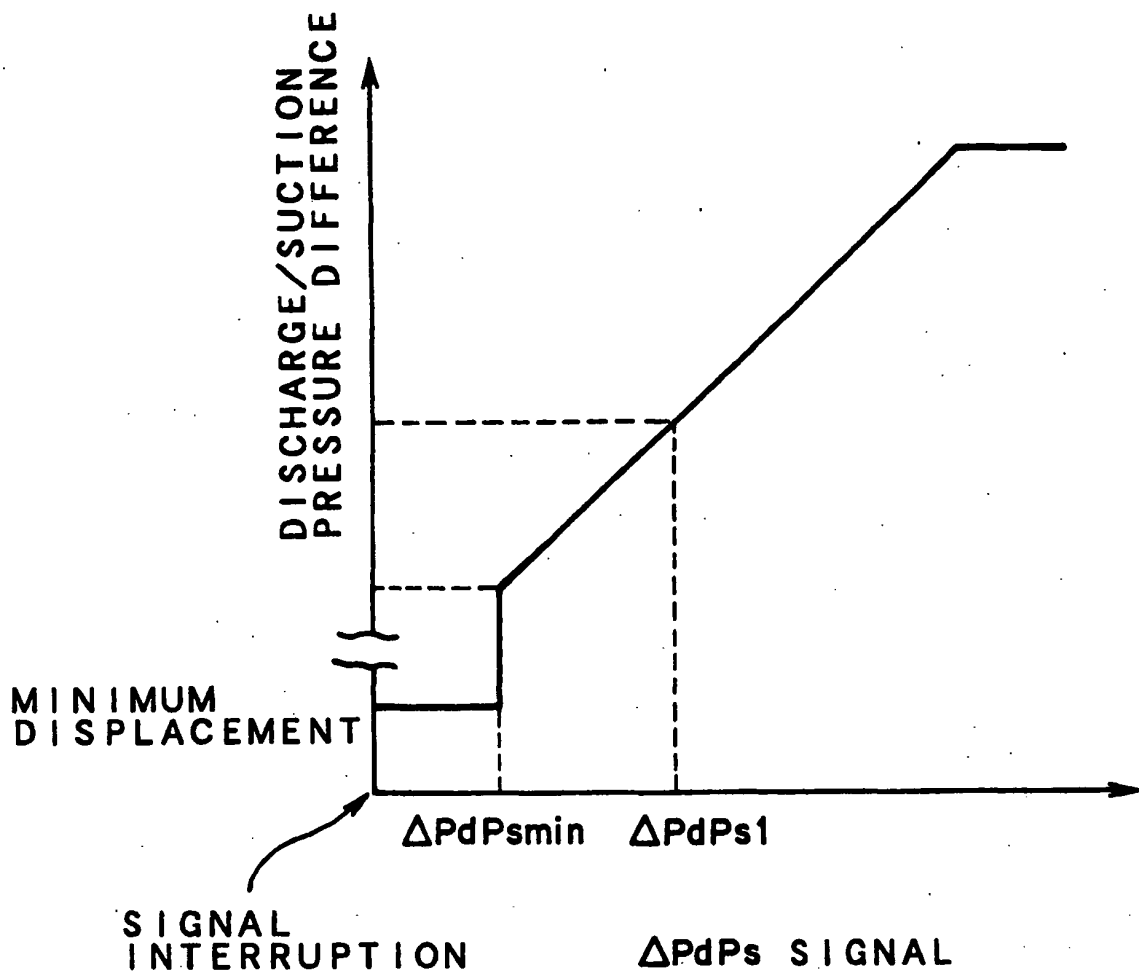 DISCHARGE/SUCTION
PRESSURE DIFFERENCE
MINIMUM
DISPLACEMENT
ΔPdPsmin
ΔPdPs1
SIGNAL
INTERRUPTION
ΔPdPs SIGNAL